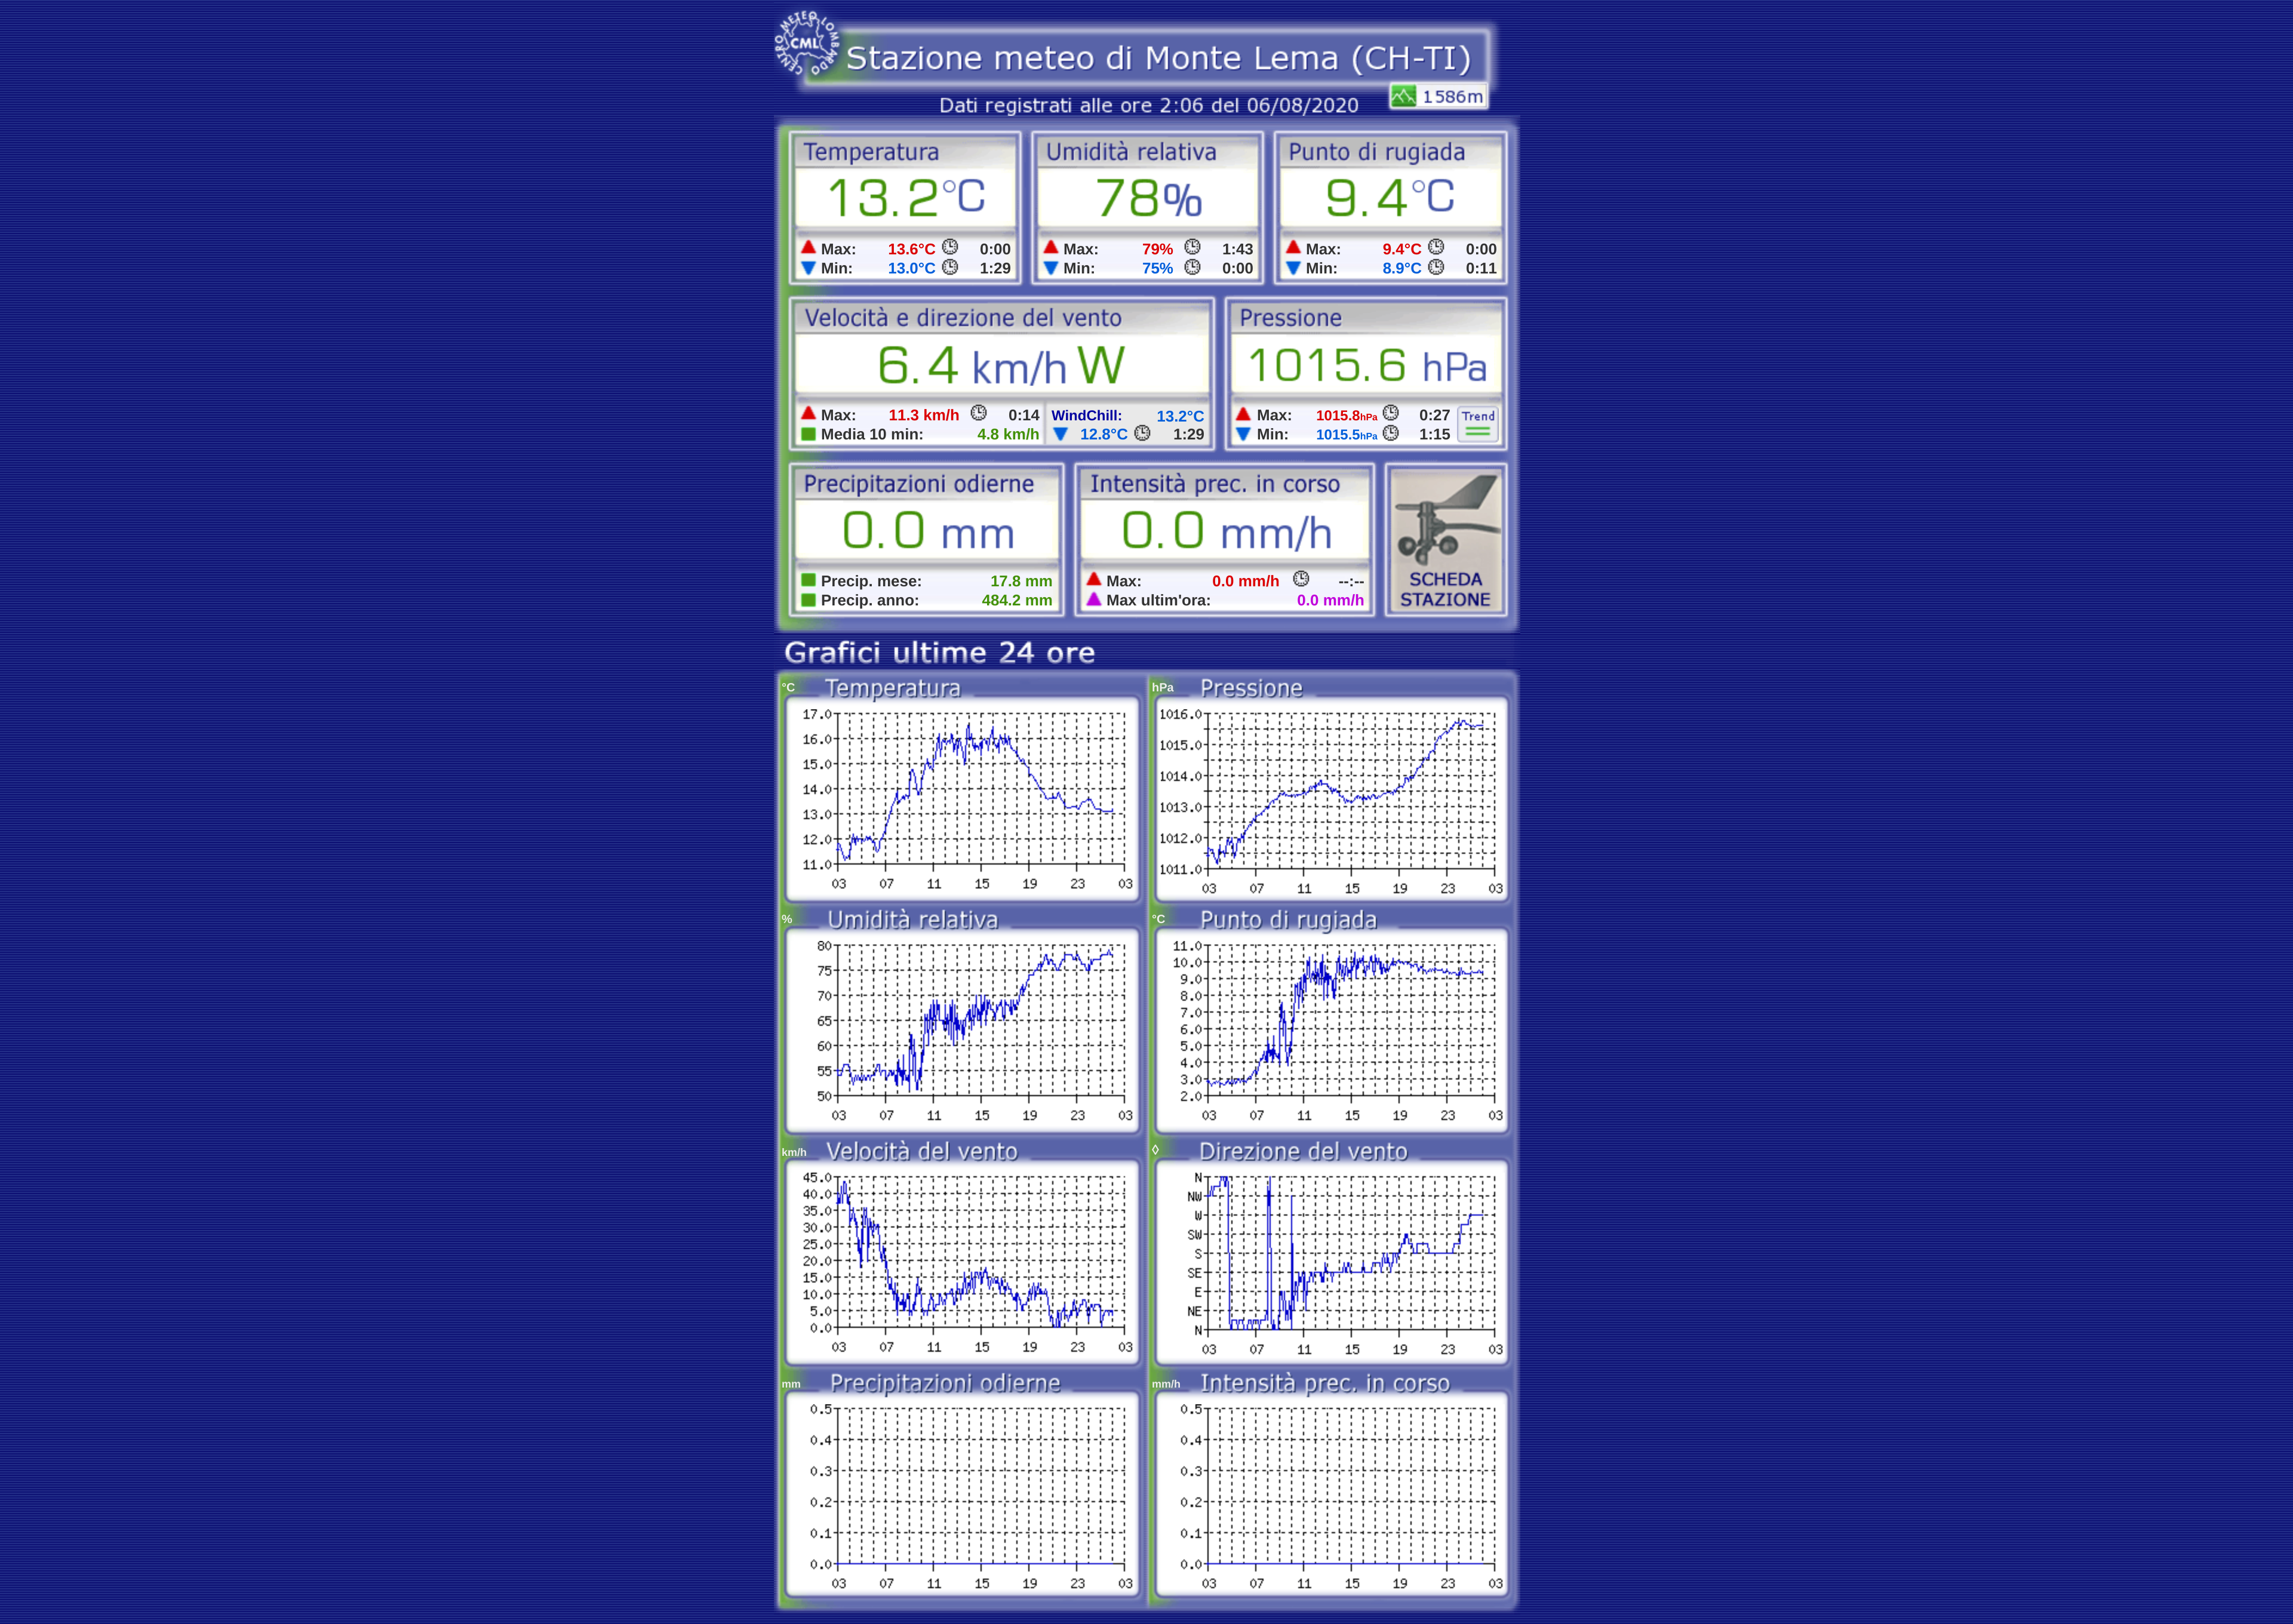 CENTRO METEO LOMBARDO
CML
Stazione meteo di Monte Lema (CH-TI)
1586m
Dati registrati alle ore 2:06 del 06/08/2020
Temperatura
13.2°C
Max: 13.6°C 0:00
Min: 13.0°C 1:29
Umidità relativa
78%
Max: 79% 1:43
Min: 75% 0:00
Punto di rugiada
9.4°C
Max: 9.4°C 0:00
Min: 8.9°C 0:11
Velocità e direzione del vento
6.4 km/h W
Max: 11.3 km/h 0:14
Media 10 min: 4.8 km/h
WindChill: 13.2°C
12.8°C 1:29
Pressione
1015.6 hPa
Max: 1015.8hPa 0:27
Min: 1015.5hPa 1:15
Trend
Precipitazioni odierne
0.0 mm
Precip. mese: 17.8 mm
Precip. anno: 484.2 mm
Intensità prec. in corso
0.0 mm/h
Max: 0.0 mm/h --:--
Max ultim'ora: 0.0 mm/h
SCHEDA
STAZIONE
Grafici ultime 24 ore
°C Temperatura
17.0
16.0
15.0
14.0
13.0
12.0
11.0
03 07 11 15 19 23 03
hPa Pressione
1016.0
1015.0
1014.0
1013.0
1012.0
1011.0
03 07 11 15 19 23 03
% Umidità relativa
80
75
70
65
60
55
50
03 07 11 15 19 23 03
°C Punto di rugiada
11.0
10.0
9.0
8.0
7.0
6.0
5.0
4.0
3.0
2.0
03 07 11 15 19 23 03
km/h Velocità del vento
45.0
40.0
35.0
30.0
25.0
20.0
15.0
10.0
5.0
0.0
03 07 11 15 19 23 03
◊ Direzione del vento
N
NW
W
SW
S
SE
E
NE
N
03 07 11 15 19 23 03
mm Precipitazioni odierne
0.5
0.4
0.3
0.2
0.1
0.0
03 07 11 15 19 23 03
mm/h Intensità prec. in corso
0.5
0.4
0.3
0.2
0.1
0.0
03 07 11 15 19 23 03